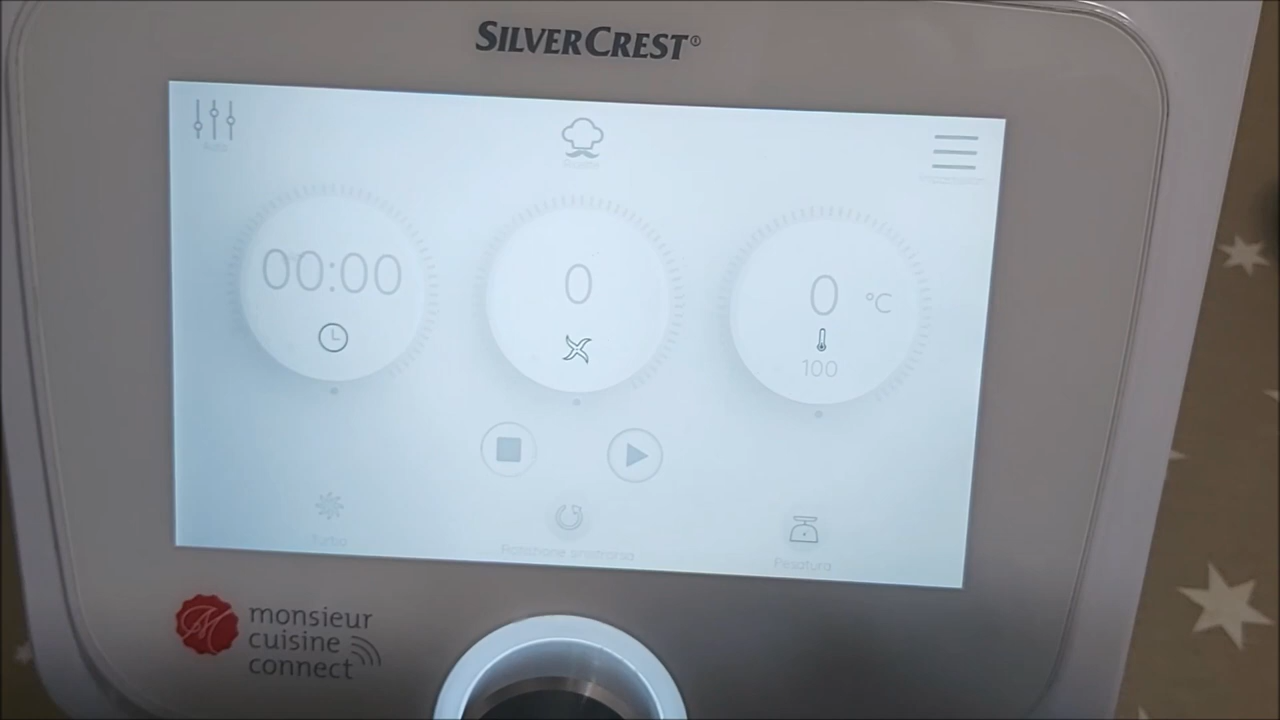 SILVERCREST®
00:00
0
0 °C
100
Turbo
Rotazione sinistrorsa
Pesatura
monsieur
cuisine
connect